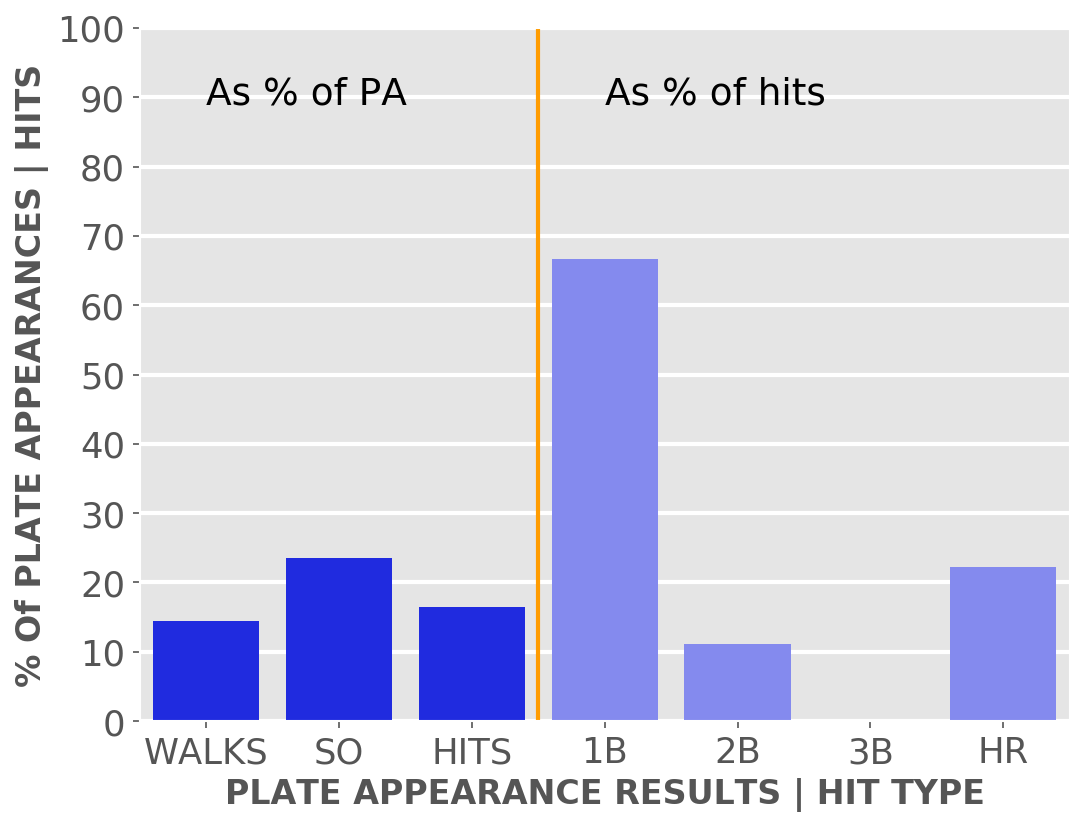 % Of PLATE APPEARANCES | HITS
100
90
80
70
60
50
40
30
20
10
0
As % of PA
As % of hits
WALKS SO HITS 1B 2B 3B HR
PLATE APPEARANCE RESULTS | HIT TYPE